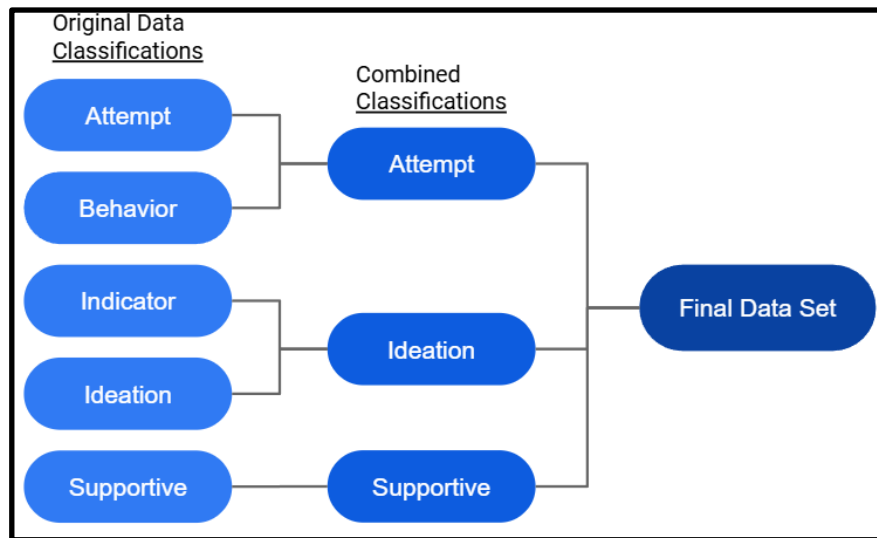 Original Data
Classifications
Combined
Classifications
Attempt
Behavior
Indicator
Ideation
Supportive
Attempt
Ideation
Supportive
Final Data Set